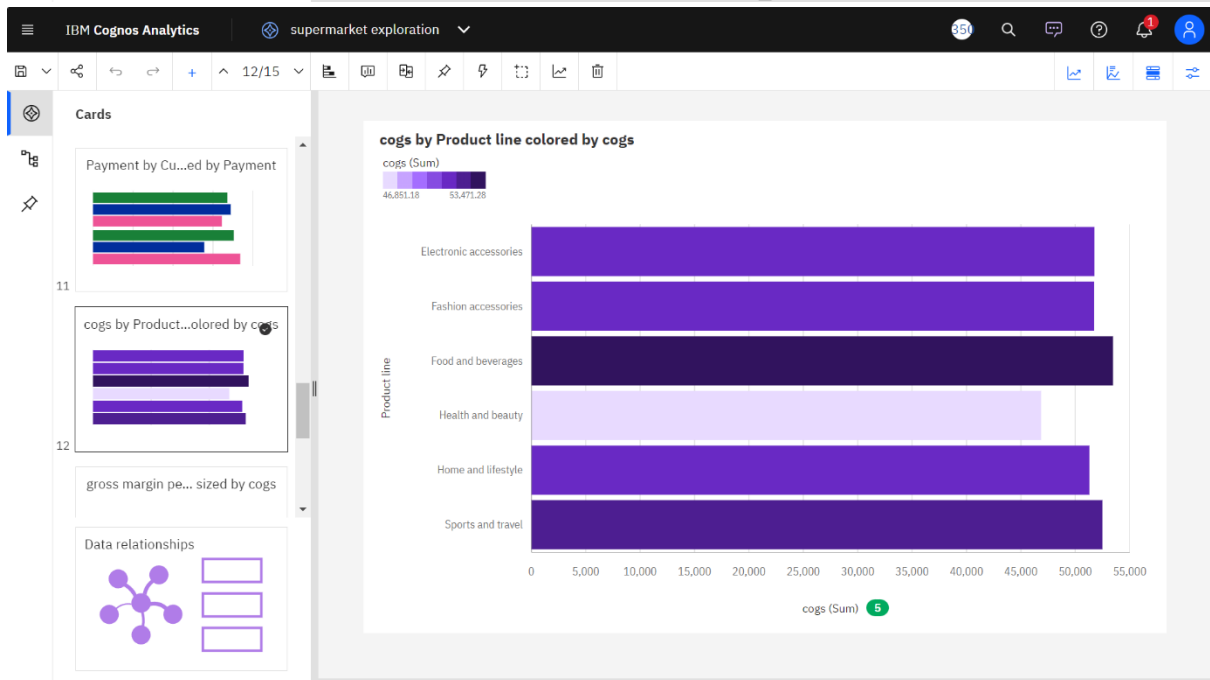 IBM Cognos Analytics
supermarket exploration
350
1
12/15
Cards
Payment by Cu...ed by Payment
11
cogs by Product...olored by cogs
12
gross margin pe... sized by cogs
Data relationships
cogs by Product line colored by cogs
cogs (Sum)
46,851.18 53,471.28
Product line
Electronic accessories
Fashion accessories
Food and beverages
Health and beauty
Home and lifestyle
Sports and travel
0 5,000 10,000 15,000 20,000 25,000 30,000 35,000 40,000 45,000 50,000 55,000
cogs (Sum) 5